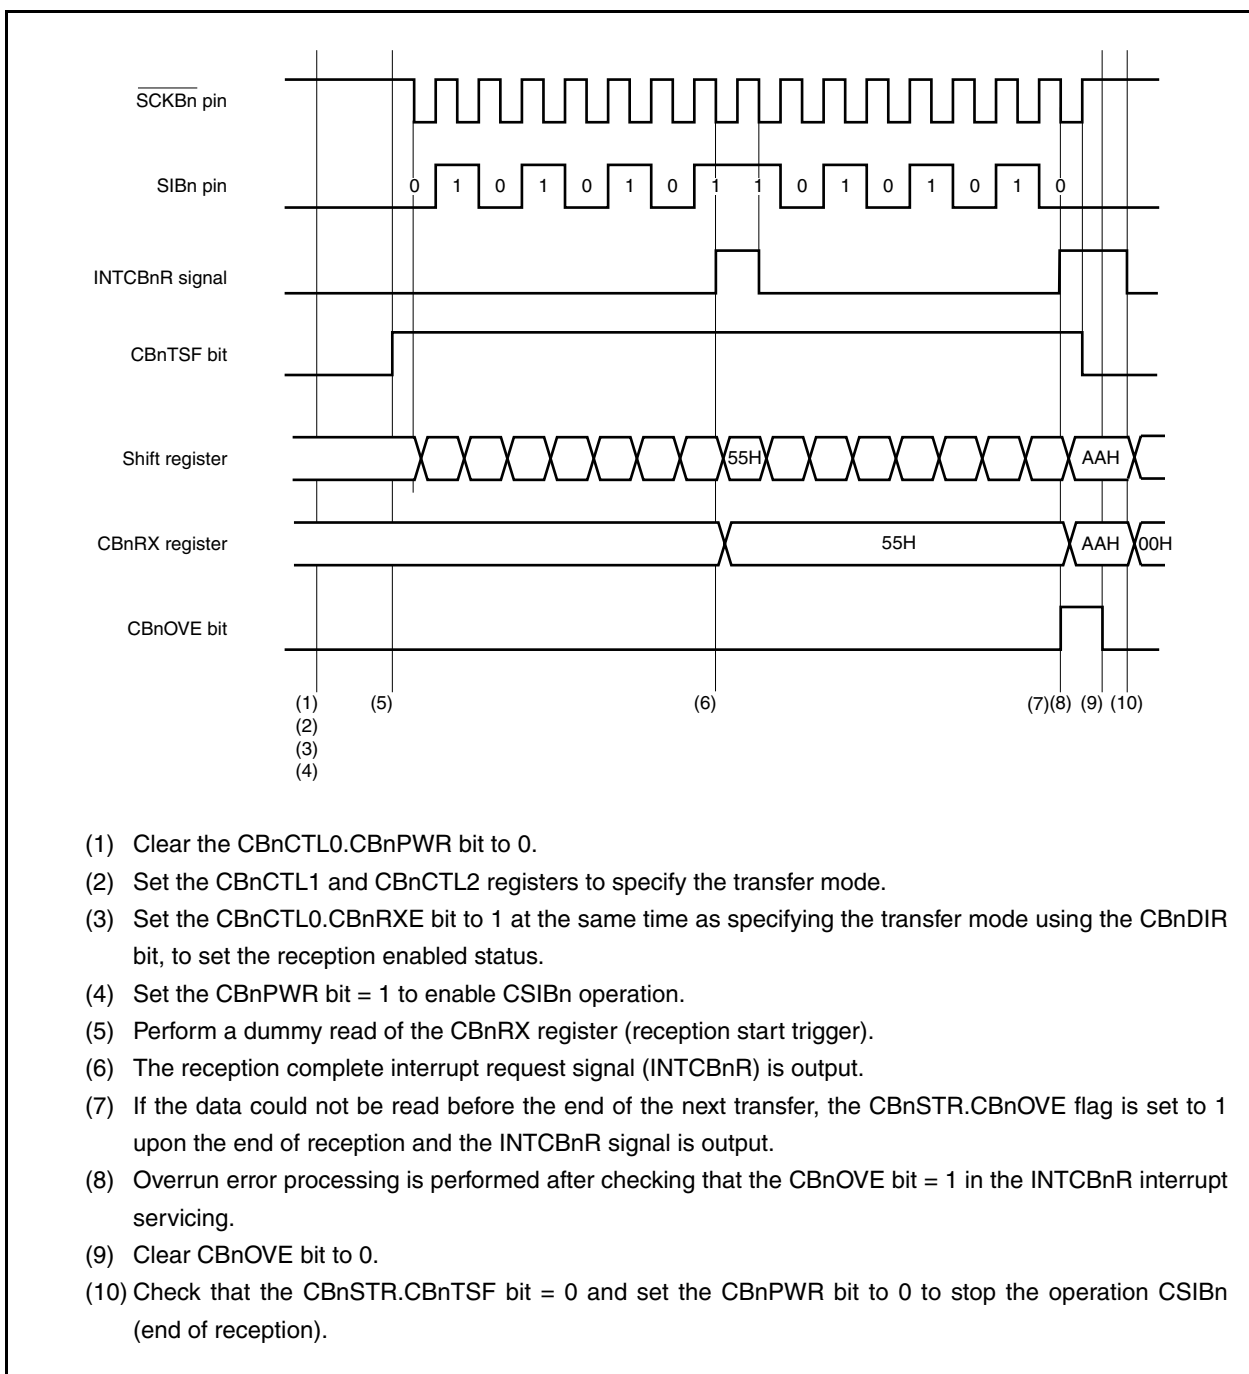 SCKBn pin
SIBn pin
0 1 0 1 0 1 0 1 1 0 1 0 1 0 1 0
INTCBnR signal
CBnTSF bit
Shift register
55H
AAH
CBnRX register
55H
AAH
00H
CBnOVE bit
(1) (5) (6) (7)(8) (9) (10)
(2)
(3)
(4)
(1) Clear the CBnCTL0.CBnPWR bit to 0.
(2) Set the CBnCTL1 and CBnCTL2 registers to specify the transfer mode.
(3) Set the CBnCTL0.CBnRXE bit to 1 at the same time as specifying the transfer mode using the CBnDIR
bit, to set the reception enabled status.
(4) Set the CBnPWR bit = 1 to enable CSIBn operation.
(5) Perform a dummy read of the CBnRX register (reception start trigger).
(6) The reception complete interrupt request signal (INTCBnR) is output.
(7) If the data could not be read before the end of the next transfer, the CBnSTR.CBnOVE flag is set to 1
upon the end of reception and the INTCBnR signal is output.
(8) Overrun error processing is performed after checking that the CBnOVE bit = 1 in the INTCBnR interrupt
servicing.
(9) Clear CBnOVE bit to 0.
(10) Check that the CBnSTR.CBnTSF bit = 0 and set the CBnPWR bit to 0 to stop the operation CSIBn
(end of reception).